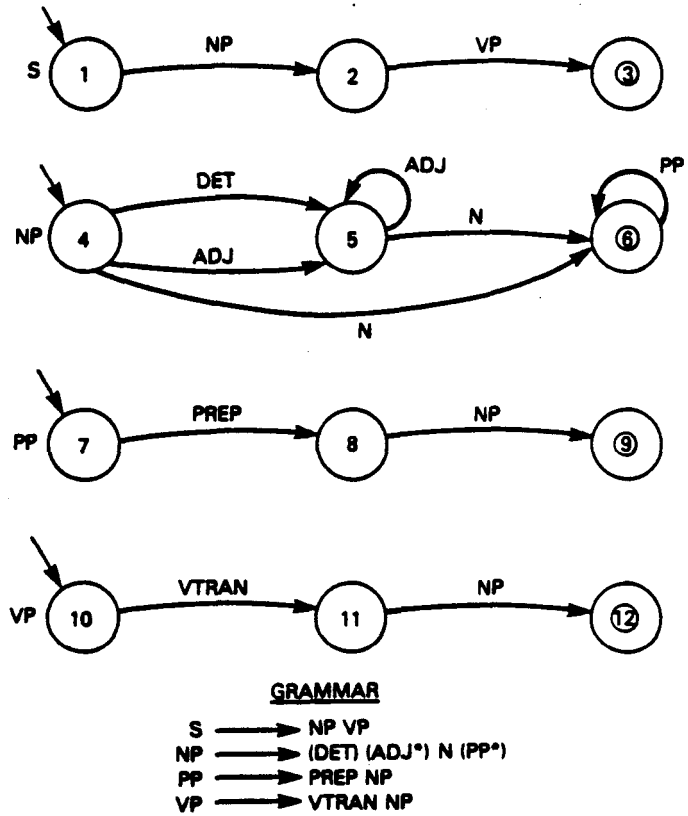 NP VP
S 1 2 3
DET ADJ PP
NP 4 5 N 6
ADJ
N
PREP NP
PP 7 8 9
VTRAN NP
VP 10 11 12
GRAMMAR
S → NP VP
NP → (DET) (ADJ*) N (PP*)
PP → PREP NP
VP → VTRAN NP